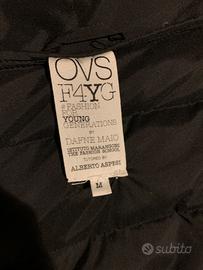 OVS
F4YG
# FASHION
FOR
YOUNG
GENERATIONS
BY
DAFNE MAIO
ISTITUTO MARANGONI
THE FASHION SCHOOL
TUTORED BY
ALBERTO ASPESI
M
subito